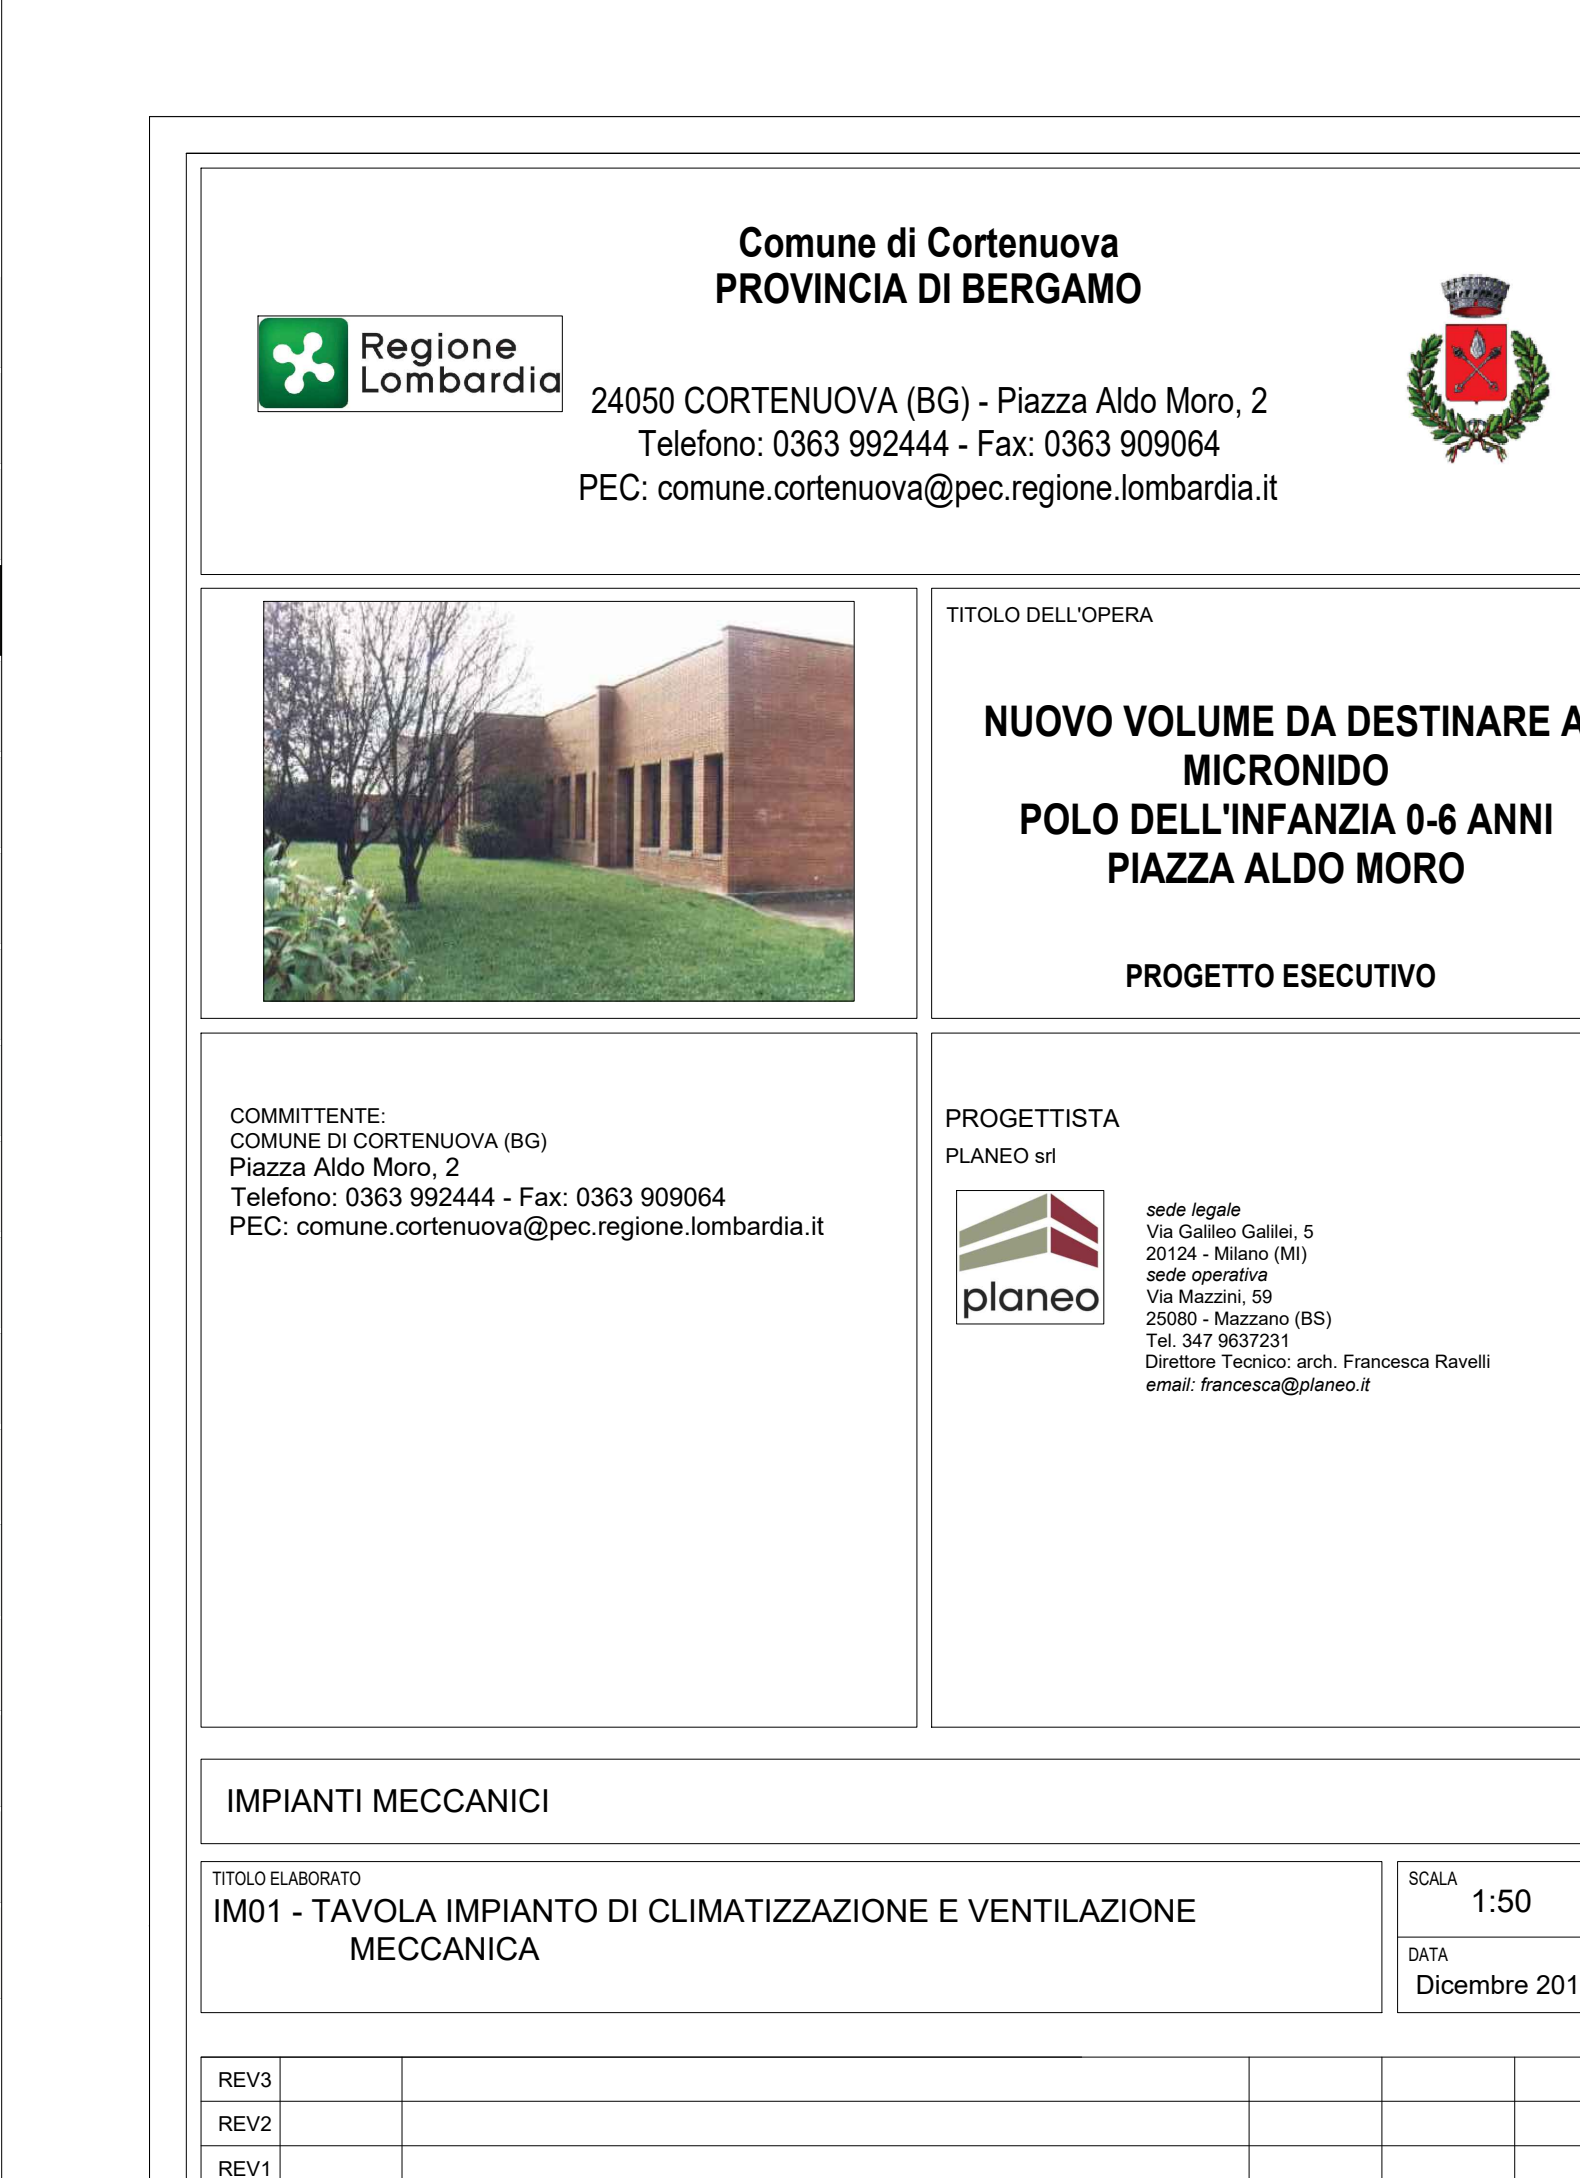 Comune di Cortenuova
PROVINCIA DI BERGAMO
Regione
Lombardia
24050 CORTENUOVA (BG) - Piazza Aldo Moro, 2
Telefono: 0363 992444 - Fax: 0363 909064
PEC: comune.cortenuova@pec.regione.lombardia.it
TITOLO DELL'OPERA
NUOVO VOLUME DA DESTINARE A
MICRONIDO
POLO DELL'INFANZIA 0-6 ANNI
PIAZZA ALDO MORO
PROGETTO ESECUTIVO
COMMITTENTE:
COMUNE DI CORTENUOVA (BG)
Piazza Aldo Moro, 2
Telefono: 0363 992444 - Fax: 0363 909064
PEC: comune.cortenuova@pec.regione.lombardia.it
PROGETTISTA
PLANEO srl
planeo
sede legale
Via Galileo Galilei, 5
20124 - Milano (MI)
sede operativa
Via Mazzini, 59
25080 - Mazzano (BS)
Tel. 347 9637231
Direttore Tecnico: arch. Francesca Ravelli
email: francesca@planeo.it
IMPIANTI MECCANICI
TITOLO ELABORATO
IM01 - TAVOLA IMPIANTO DI CLIMATIZZAZIONE E VENTILAZIONE
MECCANICA
SCALA
1:50
DATA
Dicembre 201
REV3
REV2
REV1